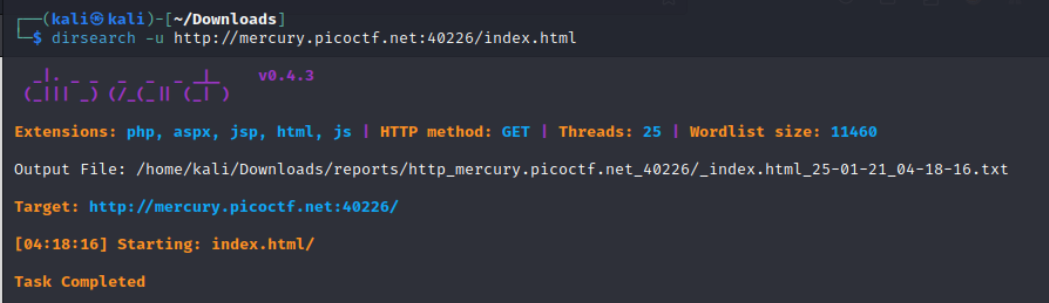 ┌──(kali㉿kali)-[~/Downloads]
└─$ dirsearch -u http://mercury.picoctf.net:40226/index.html
  _|. _ _  _  _  _ _|_    v0.4.3
 (_||| _) (/_(_|| (_| )
Extensions: php, aspx, jsp, html, js | HTTP method: GET | Threads: 25 | Wordlist size: 11460
Output File: /home/kali/Downloads/reports/http_mercury.picoctf.net_40226/_index.html_25-01-21_04-18-16.txt
Target: http://mercury.picoctf.net:40226/
[04:18:16] Starting: index.html/
Task Completed